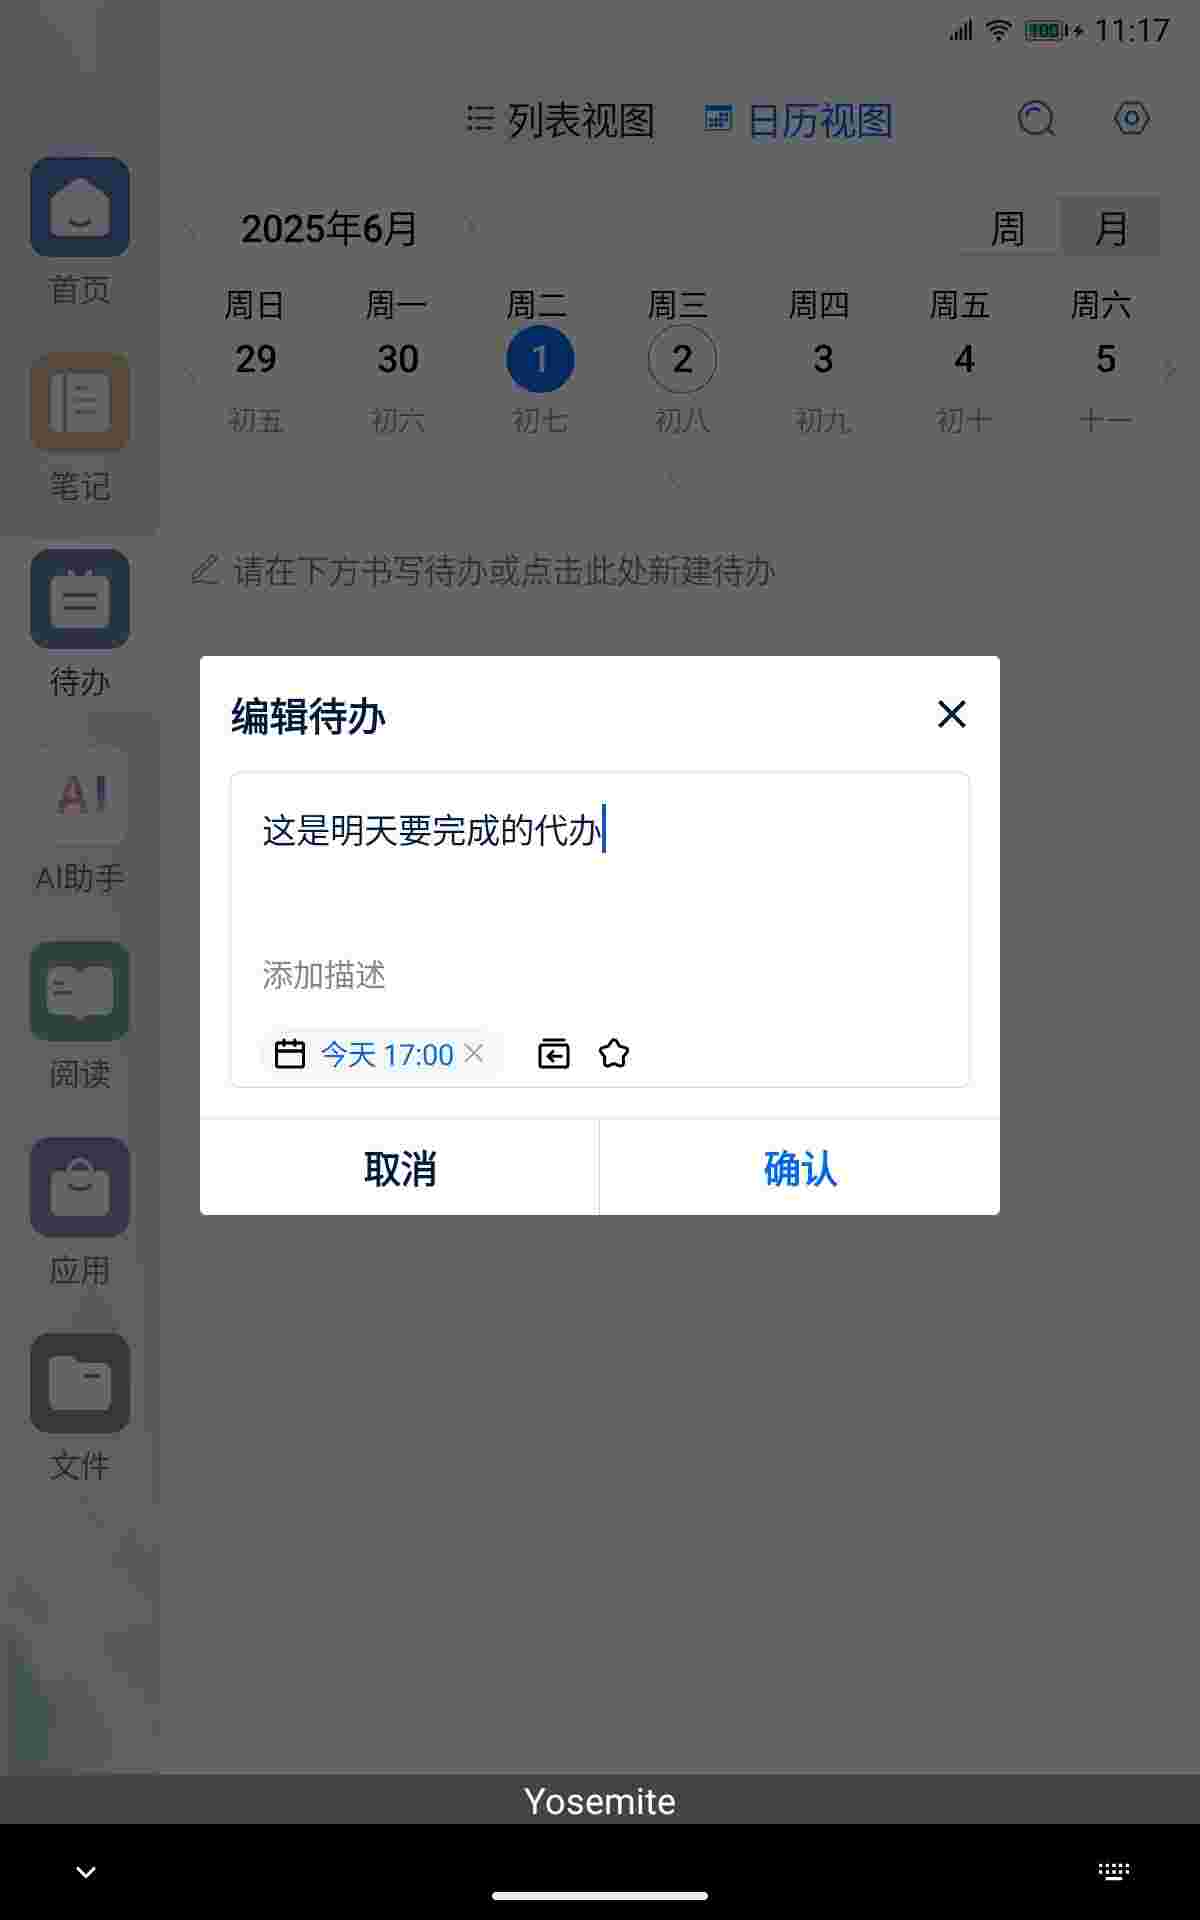 100 11:17
列表视图 日历视图
2025年6月 周 月
周日 周一 周二 周三 周四 周五 周六
29 30 1 2 3 4 5
初五 初六 初七 初八 初九 初十 十一
请在下方书写待办或点击此处新建待办
首页
笔记
待办
AI
AI助手
阅读
应用
文件
编辑待办
这是明天要完成的代办
添加描述
今天 17:00
取消 确认
Yosemite